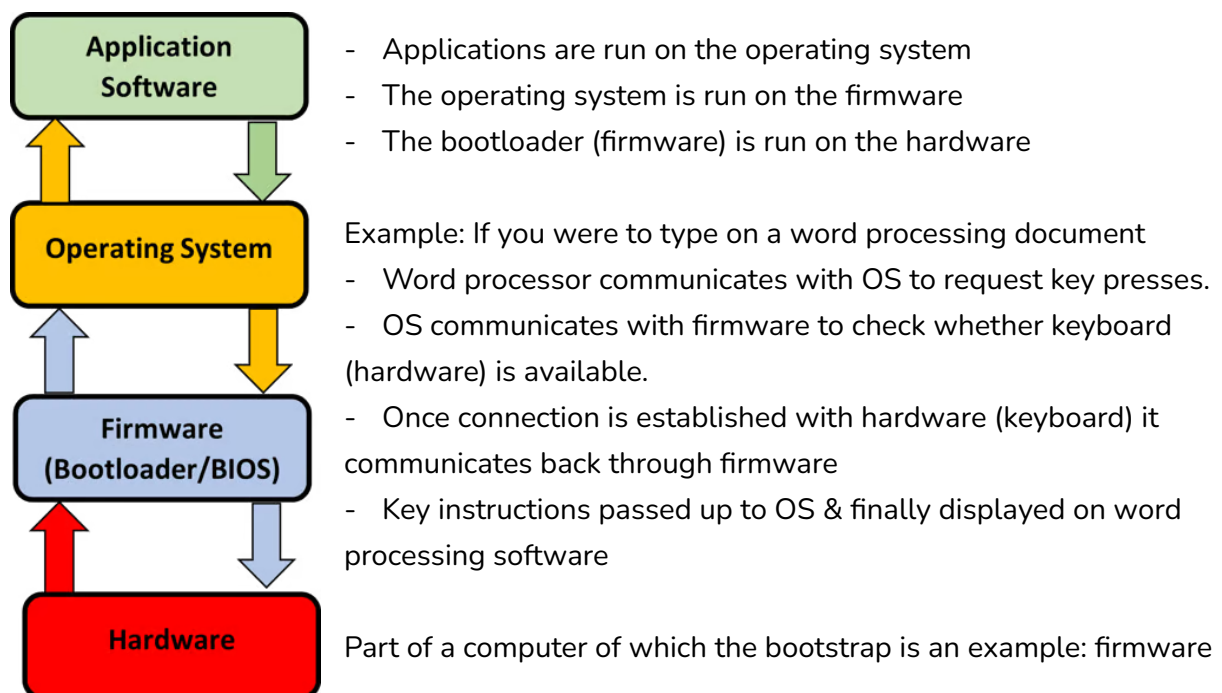 Application
Software
Operating System
Firmware
(Bootloader/BIOS)
Hardware
- Applications are run on the operating system
- The operating system is run on the firmware
- The bootloader (firmware) is run on the hardware
Example: If you were to type on a word processing document
- Word processor communicates with OS to request key presses.
- OS communicates with firmware to check whether keyboard
(hardware) is available.
- Once connection is established with hardware (keyboard) it
communicates back through firmware
- Key instructions passed up to OS & finally displayed on word
processing software
Part of a computer of which the bootstrap is an example: firmware